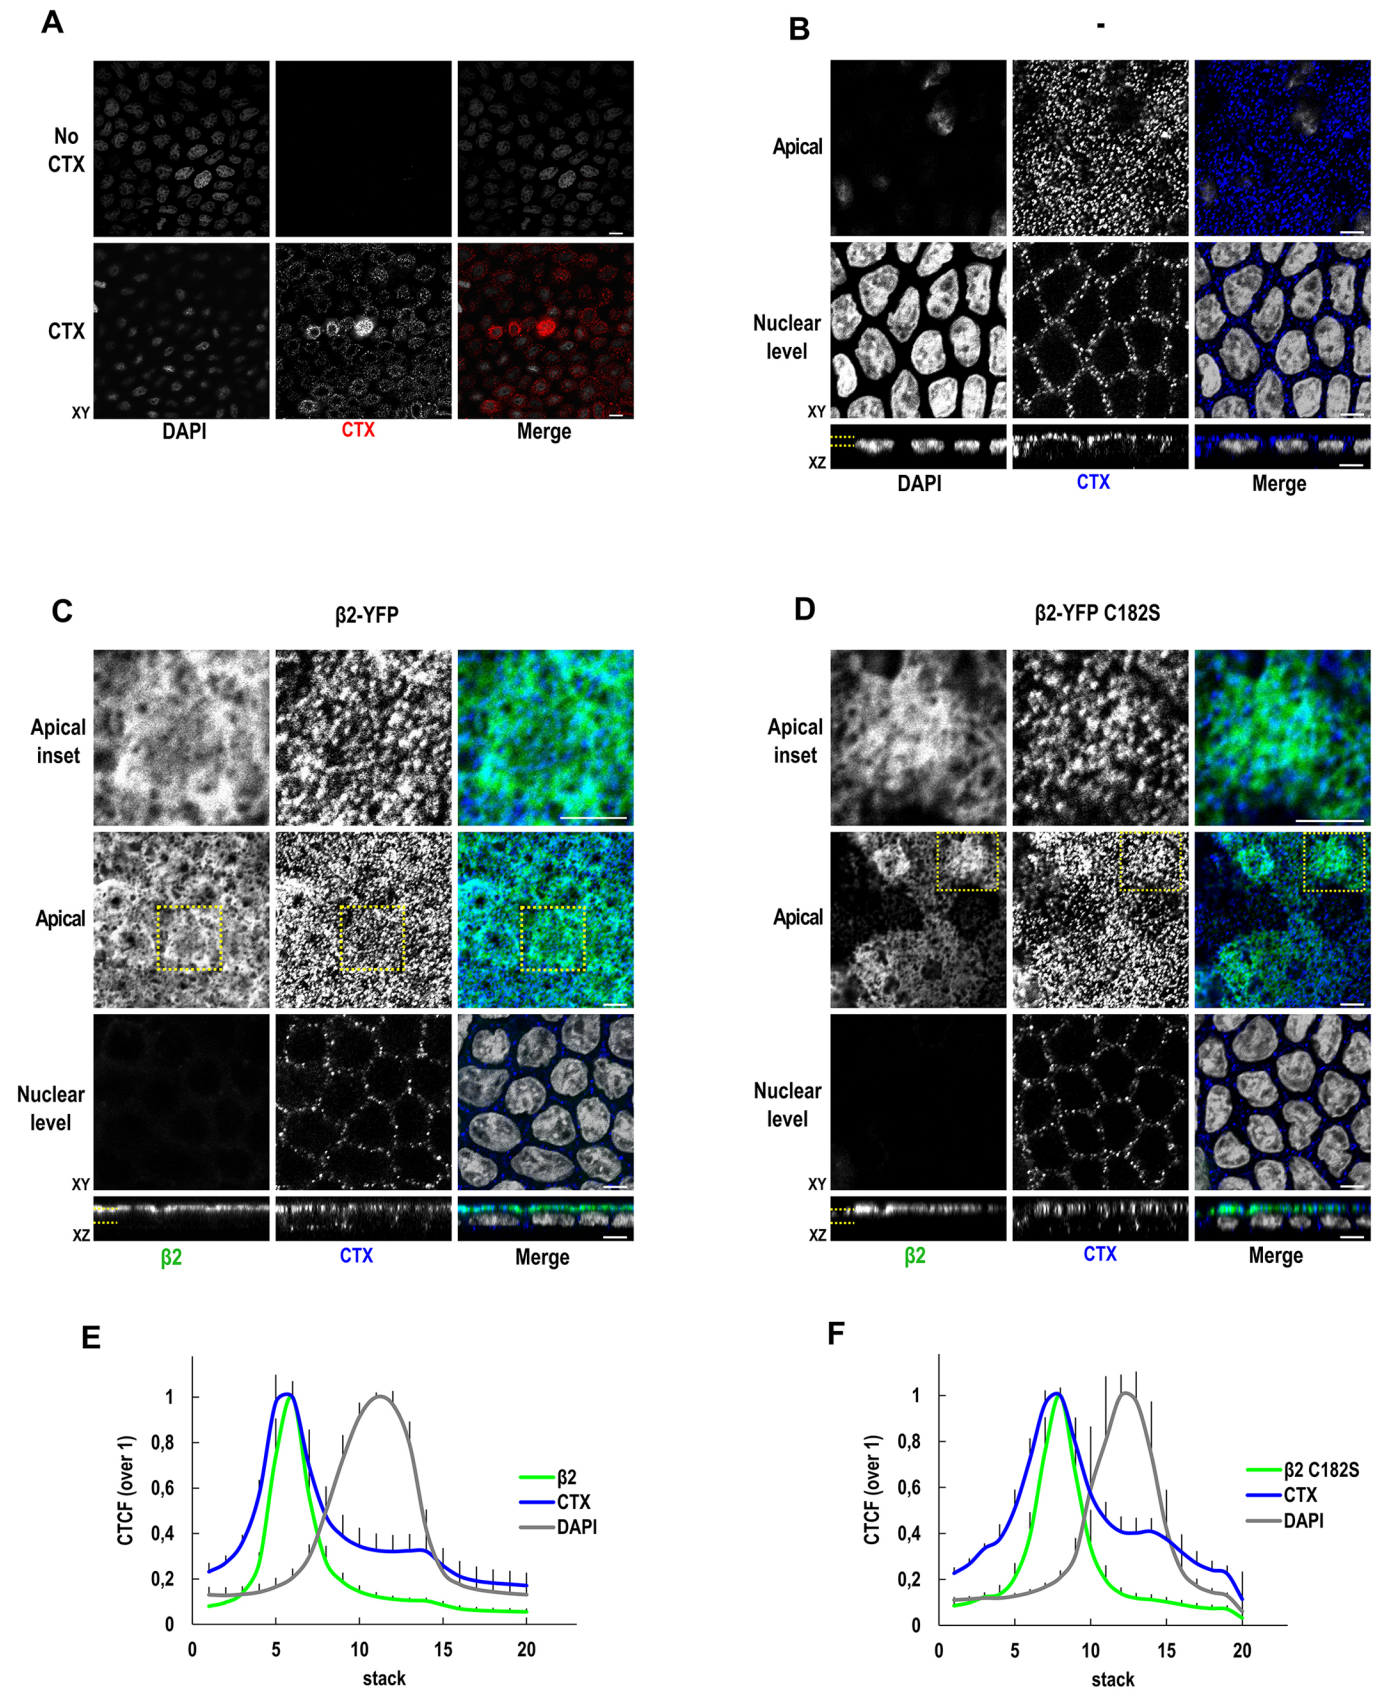 A
No
CTX
CTX
XY
DAPI
CTX
Merge
B
-
Apical
Nuclear
level
XY
XZ
DAPI
CTX
Merge
C
β2-YFP
Apical
inset
Apical
Nuclear
level
XY
XZ
β2
CTX
Merge
D
β2-YFP C182S
Apical
inset
Apical
Nuclear
level
XY
XZ
β2
CTX
Merge
E
CTCF (over 1)
1
0,8
0,6
0,4
0,2
0
0 5 10 15 20
stack
β2
CTX
DAPI
F
CTCF (over 1)
1
0,8
0,6
0,4
0,2
0
0 5 10 15 20
stack
β2 C182S
CTX
DAPI